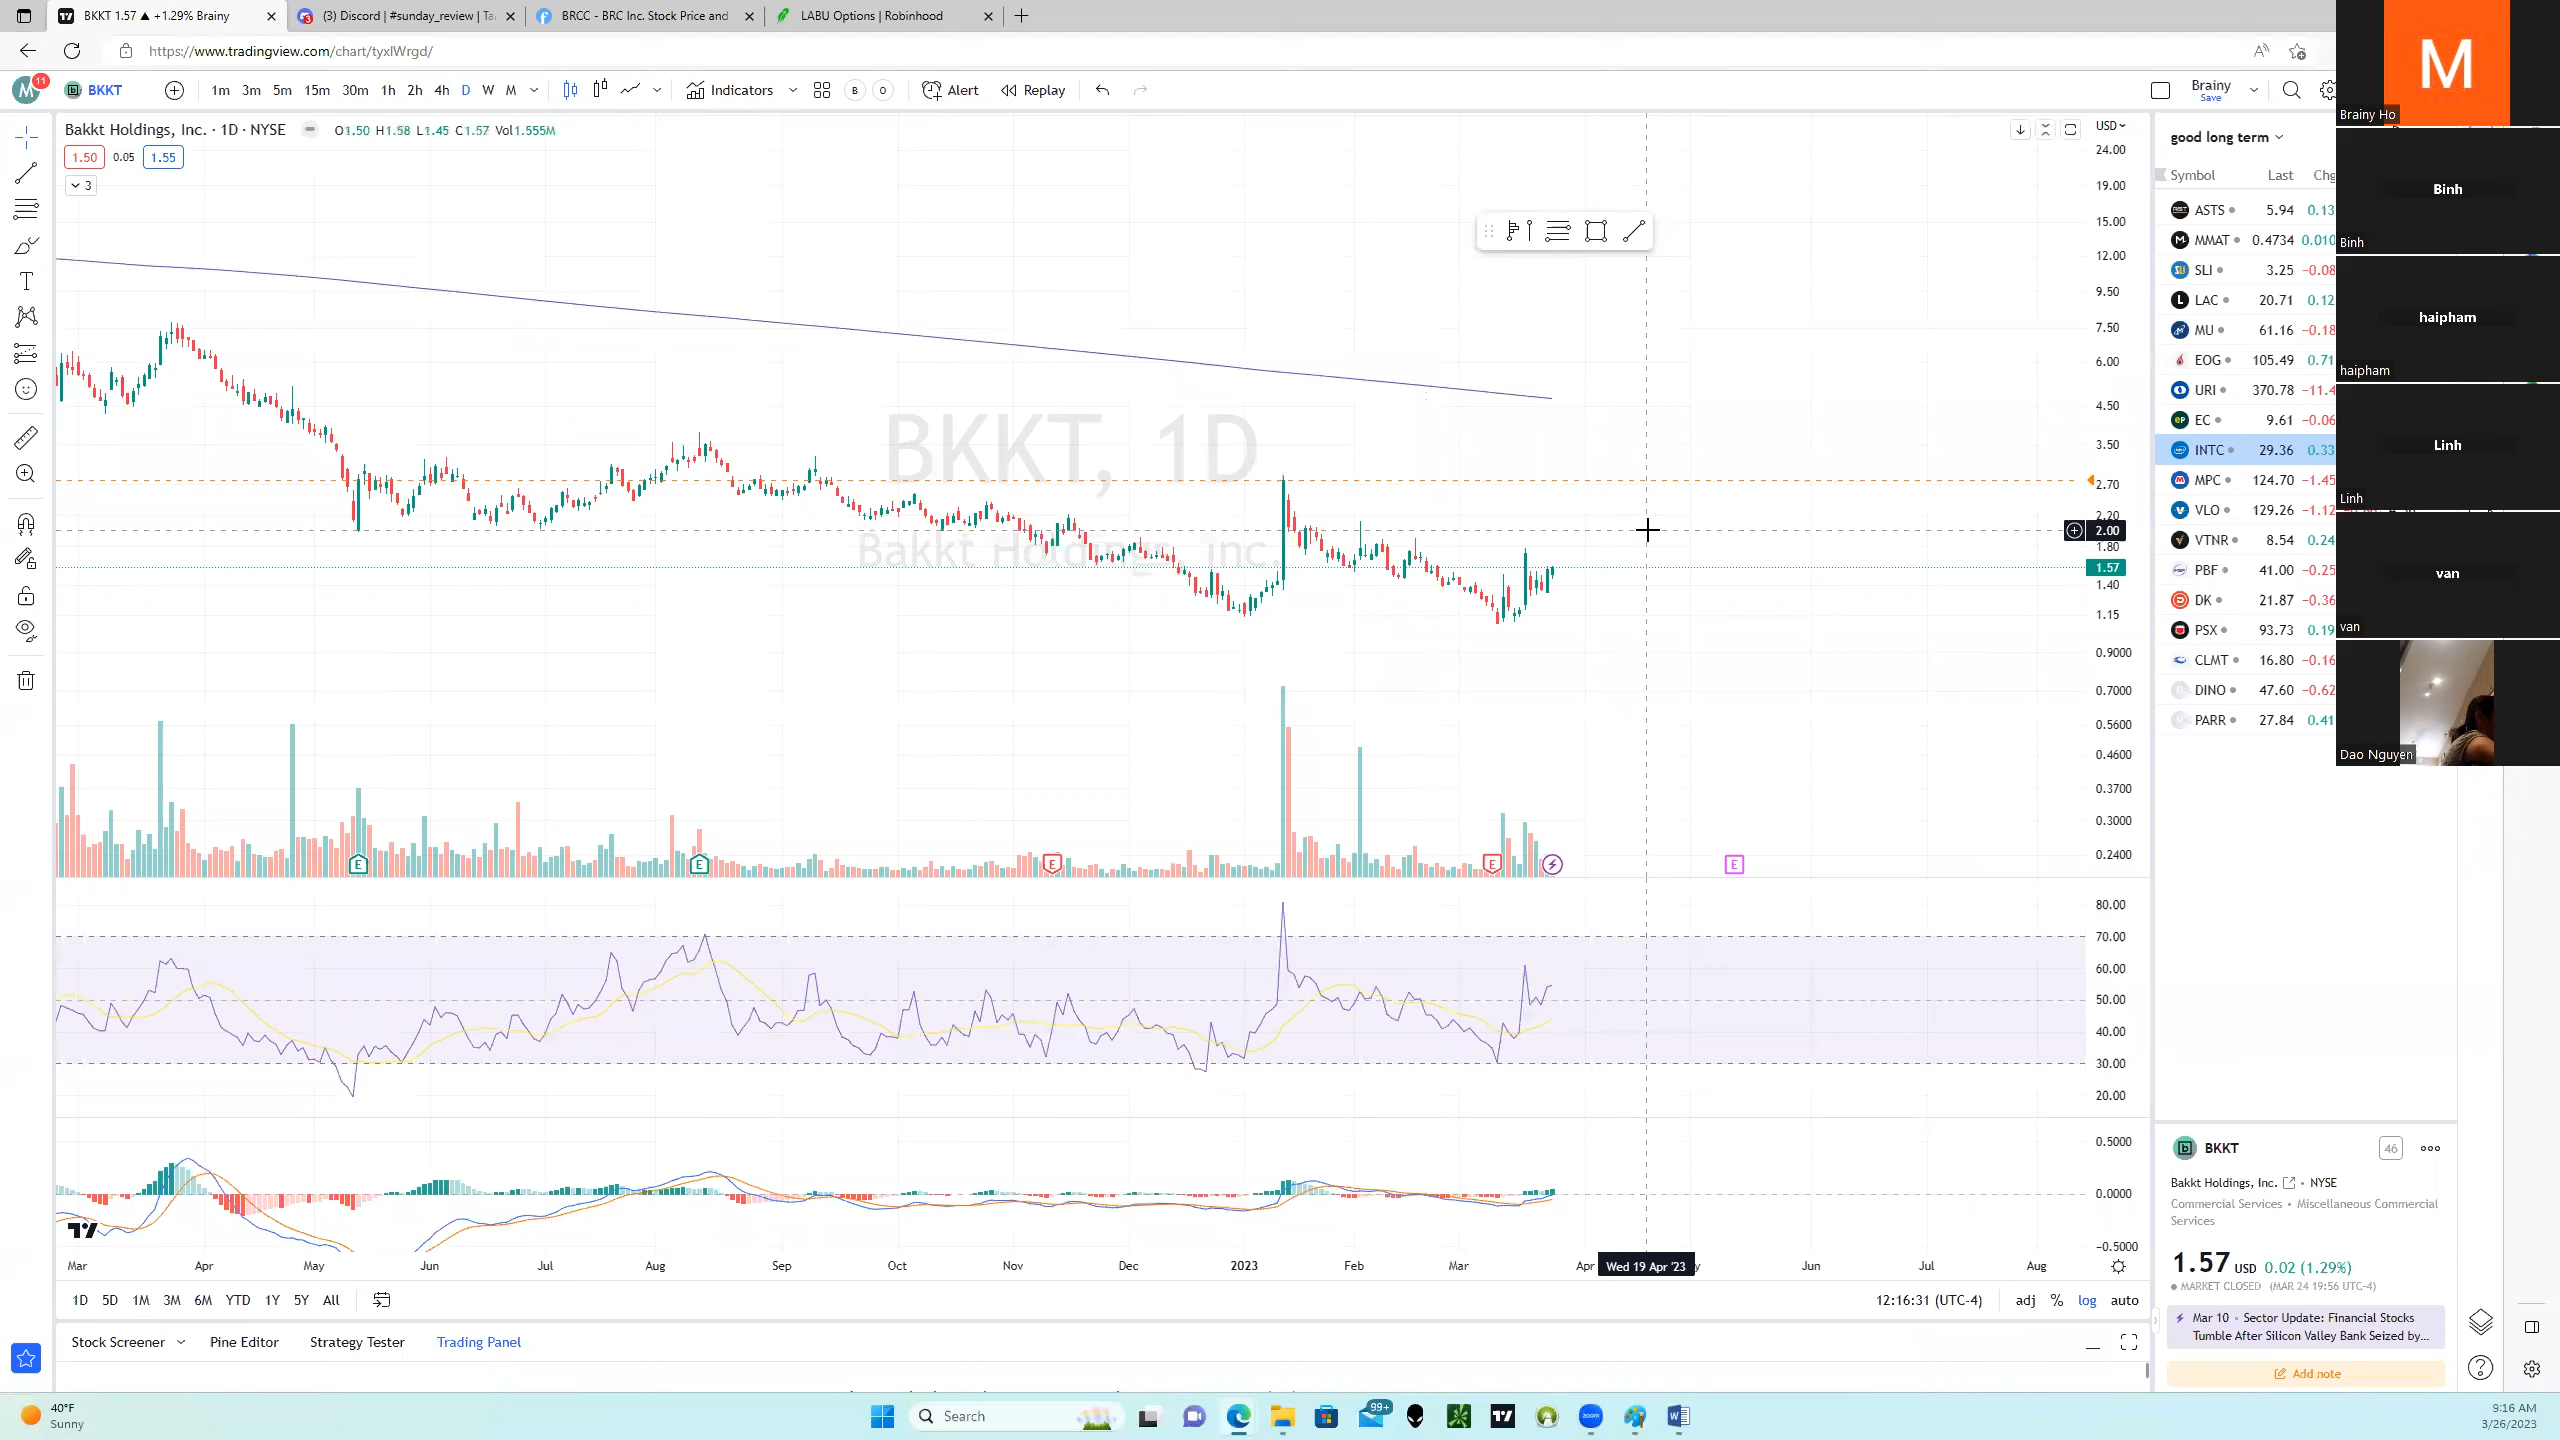 BKKT 1.57 ▲ +1.29% Brainy
(3) Discord | #sunday_review | Ta
BRCC - BRC Inc. Stock Price and
LABU Options | Robinhood
https://www.tradingview.com/chart/tyxlWrgd/
M
11
BKKT
1m 3m 5m 15m 30m 1h 2h 4h D W M
Indicators
B
O
Alert
Replay
Brainy
Save
Bakkt Holdings, Inc. · 1D · NYSE
O1.50 H1.58 L1.45 C1.57 Vol1.555M
1.50 0.05 1.55
3
USD
24.00
19.00
15.00
12.00
9.50
7.50
6.00
4.50
3.50
2.70
2.20
2.00
1.80
1.57
1.40
1.15
0.9000
0.7000
0.5600
0.4600
0.3700
0.3000
0.2400
BKKT, 1D
Bakkt Holdings, Inc.
E E E E E
80.00
70.00
60.00
50.00
40.00
30.00
20.00
0.5000
0.0000
-0.5000
Mar Apr May Jun Jul Aug Sep Oct Nov Dec 2023 Feb Mar Apr Wed 19 Apr '23 Jun Jul Aug
1D 5D 1M 3M 6M YTD 1Y 5Y All
12:16:31 (UTC-4) adj % log auto
Stock Screener Pine Editor Strategy Tester Trading Panel
good long term
Symbol Last Chg
ASTS 5.94 0.13
MMAT 0.4734 0.010
SLI 3.25 −0.08
LAC 20.71 0.12
MU 61.16 −0.18
EOG 105.49 0.71
URI 370.78 −11.4
EC 9.61 −0.06
INTC 29.36 0.33
MPC 124.70 −1.45
VLO 129.26 −1.12
VTNR 8.54 0.24
PBF 41.00 −0.25
DK 21.87 −0.36
PSX 93.73 0.19
CLMT 16.80 −0.16
DINO 47.60 −0.62
PARR 27.84 0.41
BKKT
46
Bakkt Holdings, Inc. • NYSE
Commercial Services • Miscellaneous Commercial
Services
1.57 USD 0.02 (1.29%)
MARKET CLOSED (MAR 24 19:56 UTC-4)
Mar 10 • Sector Update: Financial Stocks
Tumble After Silicon Valley Bank Seized by...
Add note
M
Brainy Ho
Binh
Binh
haipham
haipham
Linh
Linh
van
van
Dao Nguyen
40°F
Sunny
Search
99+
zoom
9:16 AM
3/26/2023